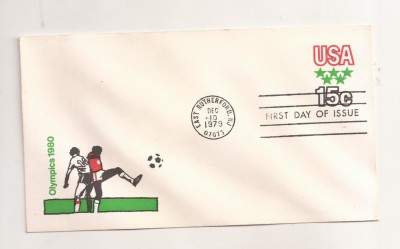 USA
15c
EAST RUTHERFORD, NJ
DEC
10
1979
07073
FIRST DAY OF ISSUE
Olympics 1980